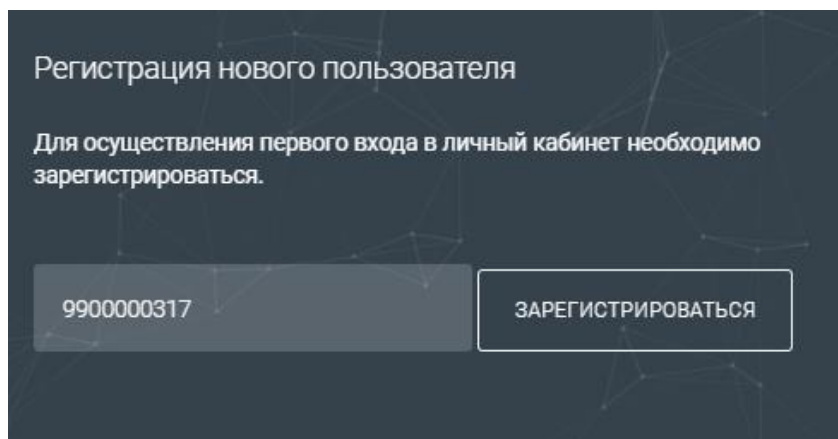 Регистрация нового пользователя
Для осуществления первого входа в личный кабинет необходимо
зарегистрироваться.
9900000317 ЗАРЕГИСТРИРОВАТЬСЯ